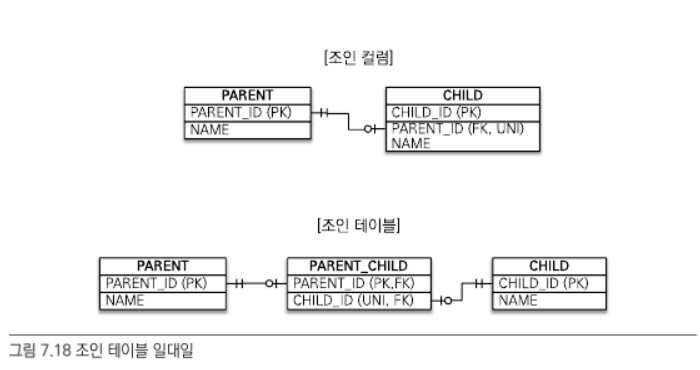 [조인 컬럼]
PARENT
PARENT_ID (PK)
NAME
CHILD
CHILD_ID (PK)
PARENT_ID (FK, UNI)
NAME
[조인 테이블]
PARENT
PARENT_ID (PK)
NAME
PARENT_CHILD
PARENT_ID (PK,FK)
CHILD_ID (UNI, FK)
CHILD
CHILD_ID (PK)
NAME
그림 7.18 조인 테이블 일대일